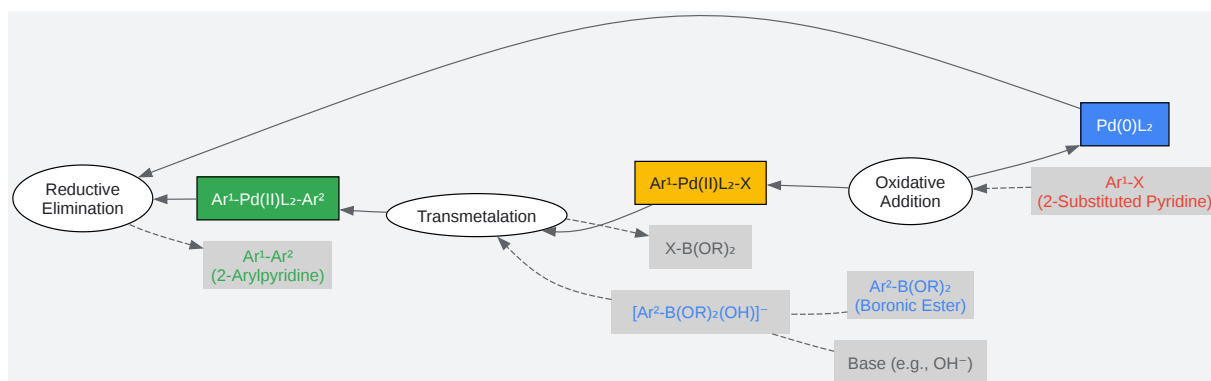 Pd(0)L₂
Oxidative
Addition
Ar¹-X
(2-Substituted Pyridine)
Ar¹-Pd(II)L₂-X
Transmetalation
X-B(OR)₂
Ar¹-Pd(II)L₂-Ar²
Reductive
Elimination
Ar¹-Ar²
(2-Arylpyridine)
[Ar²-B(OR)₂(OH)]⁻
Ar²-B(OR)₂
(Boronic Ester)
Base (e.g., OH⁻)